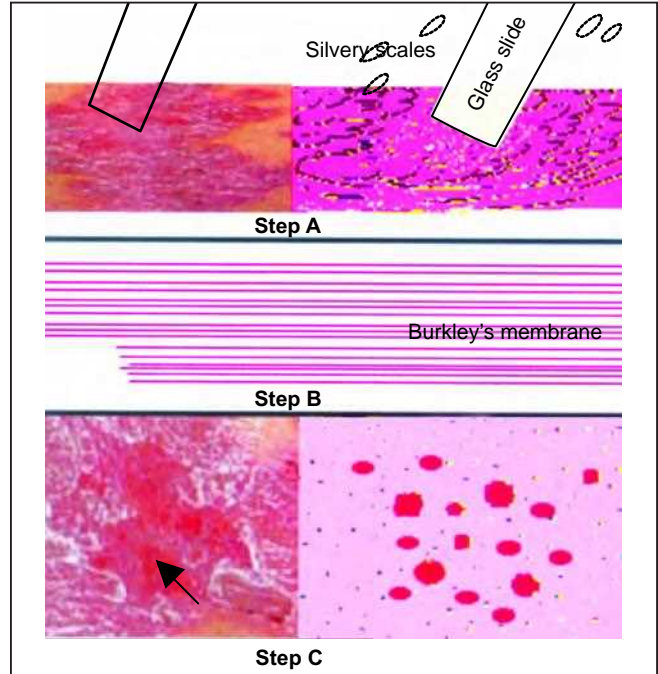 Silvery scales
Glass slide
Step A
Burkley's membrane
Step B
Step C